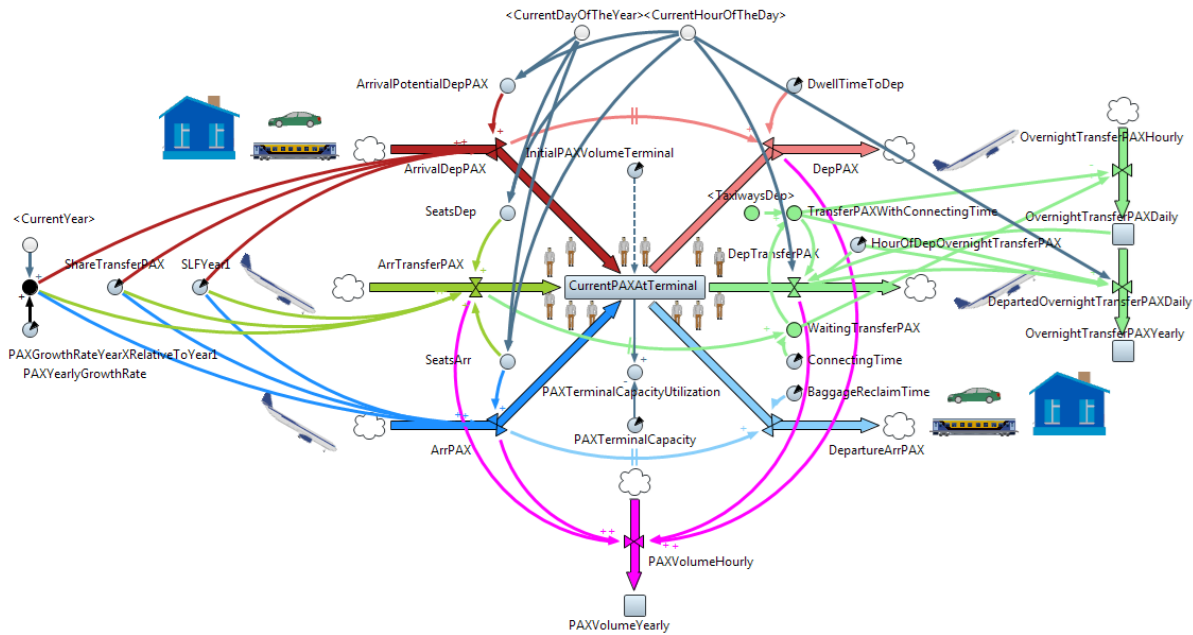 <CurrentDayOfTheYear>
<CurrentHourOfTheDay>
ArrivalPotentialDepPAX
DwellTimeToDep
OvernightTransferPAXHourly
InitialPAXVolumeTerminal
ArrivalDepPAX
DepPAX
<TaxiwaysDep>
<CurrentYear>
SeatsDep
TransferPAXWithConnectingTime
OvernightTransferPAXDaily
HourOfDepOvernightTransferPAX
DepTransferPAX
ShareTransferPAX
SLFYear1
ArrTransferPAX
CurrentPAXAtTerminal
DepartedOvernightTransferPAXDaily
WaitingTransferPAX
OvernightTransferPAXYearly
PAXGrowthRateYearXRelativeToYear1
SeatsArr
ConnectingTime
PAXYearlyGrowthRate
PAXTerminalCapacityUtilization
BaggageReclaimTime
PAXTerminalCapacity
ArrPAX
DepartureArrPAX
PAXVolumeHourly
PAXVolumeYearly